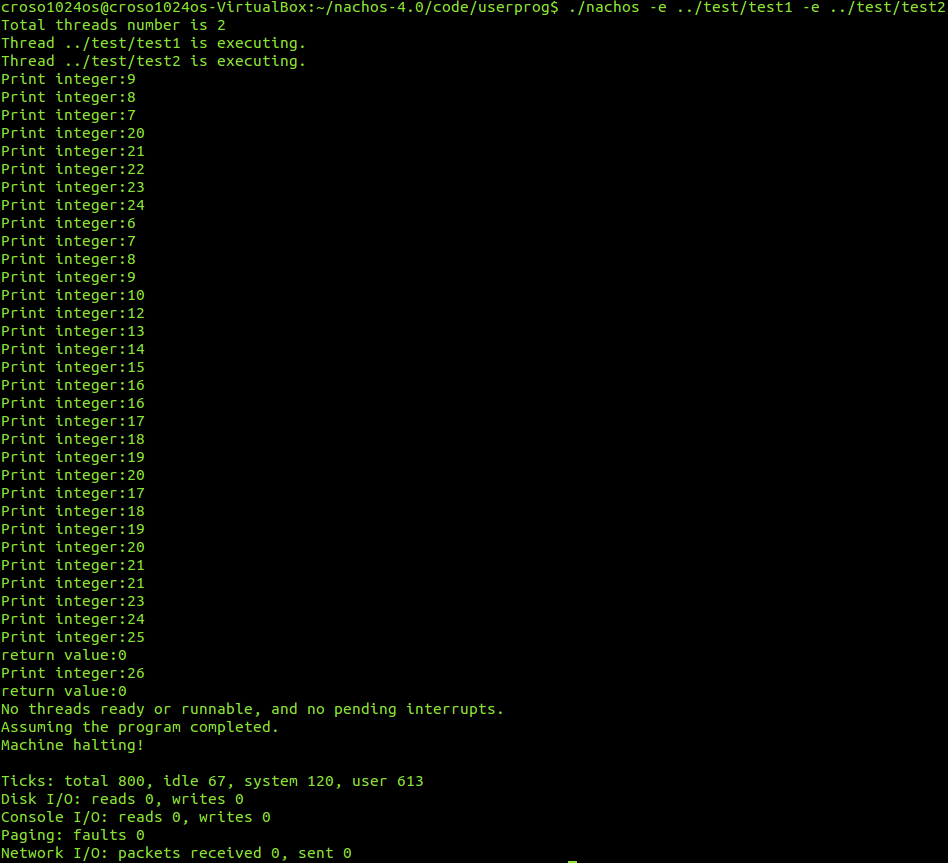 croso1024os@croso1024os-VirtualBox:~/nachos-4.0/code/userprog$ ./nachos -e ../test/test1 -e ../test/test2
Total threads number is 2
Thread ../test/test1 is executing.
Thread ../test/test2 is executing.
Print integer:9
Print integer:8
Print integer:7
Print integer:20
Print integer:21
Print integer:22
Print integer:23
Print integer:24
Print integer:6
Print integer:7
Print integer:8
Print integer:9
Print integer:10
Print integer:12
Print integer:13
Print integer:14
Print integer:15
Print integer:16
Print integer:16
Print integer:17
Print integer:18
Print integer:19
Print integer:20
Print integer:17
Print integer:18
Print integer:19
Print integer:20
Print integer:21
Print integer:21
Print integer:23
Print integer:24
Print integer:25
return value:0
Print integer:26
return value:0
No threads ready or runnable, and no pending interrupts.
Assuming the program completed.
Machine halting!

Ticks: total 800, idle 67, system 120, user 613
Disk I/O: reads 0, writes 0
Console I/O: reads 0, writes 0
Paging: faults 0
Network I/O: packets received 0, sent 0